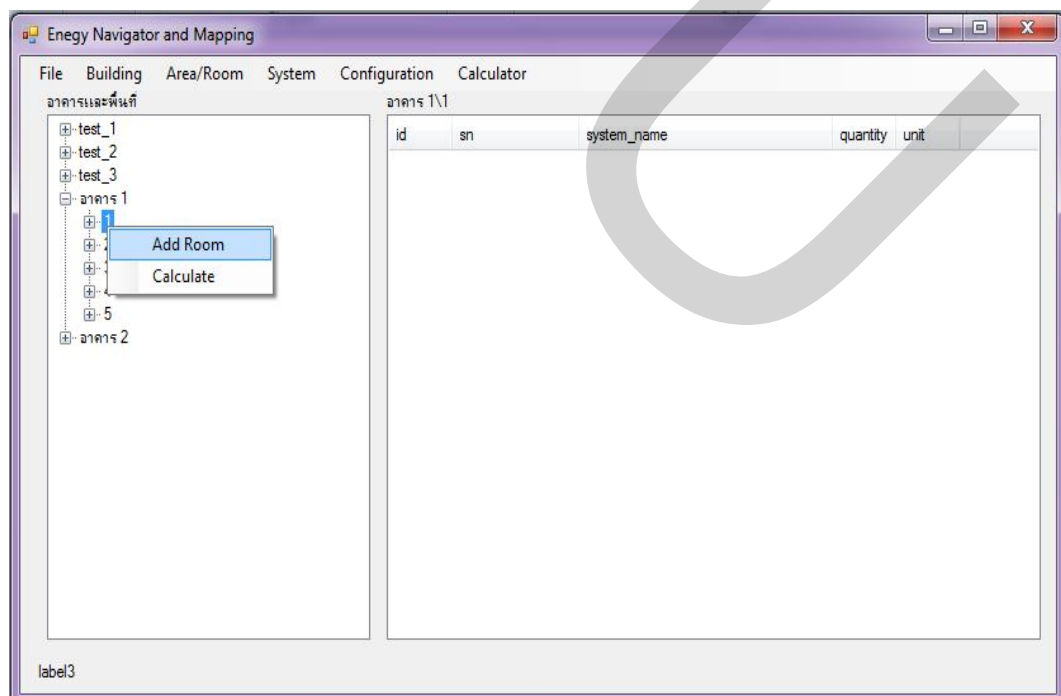 Enegy Navigator and Mapping
File Building Area/Room System Configuration Calculator
อาคารและพื้นที่ อาคาร 1\1
test_1
test_2
test_3
อาคาร 1
1
5
อาคาร 2
Add Room
Calculate
id sn system_name quantity unit
label3